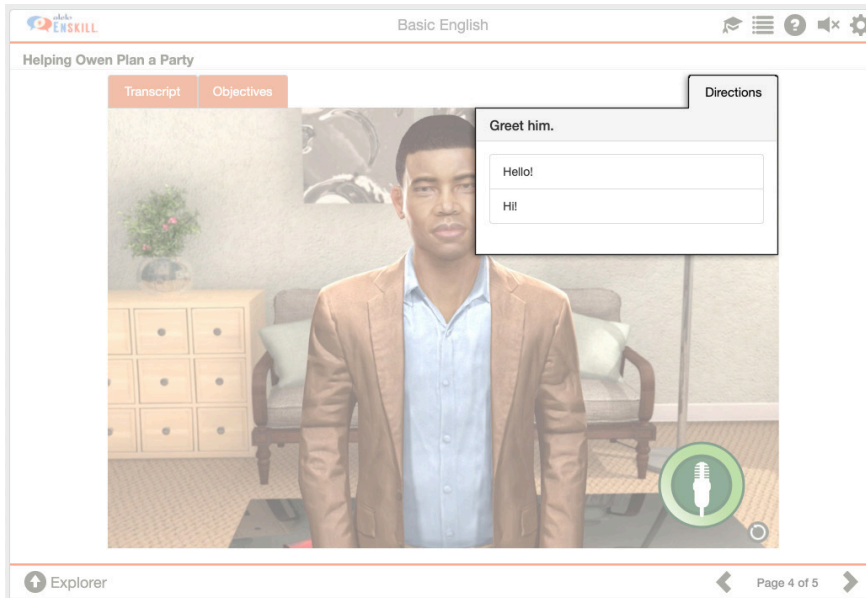 alelo
ENSKILL
Basic English
Helping Owen Plan a Party
Transcript
Objectives
Directions
Greet him.
Hello!
Hi!
Explorer
Page 4 of 5